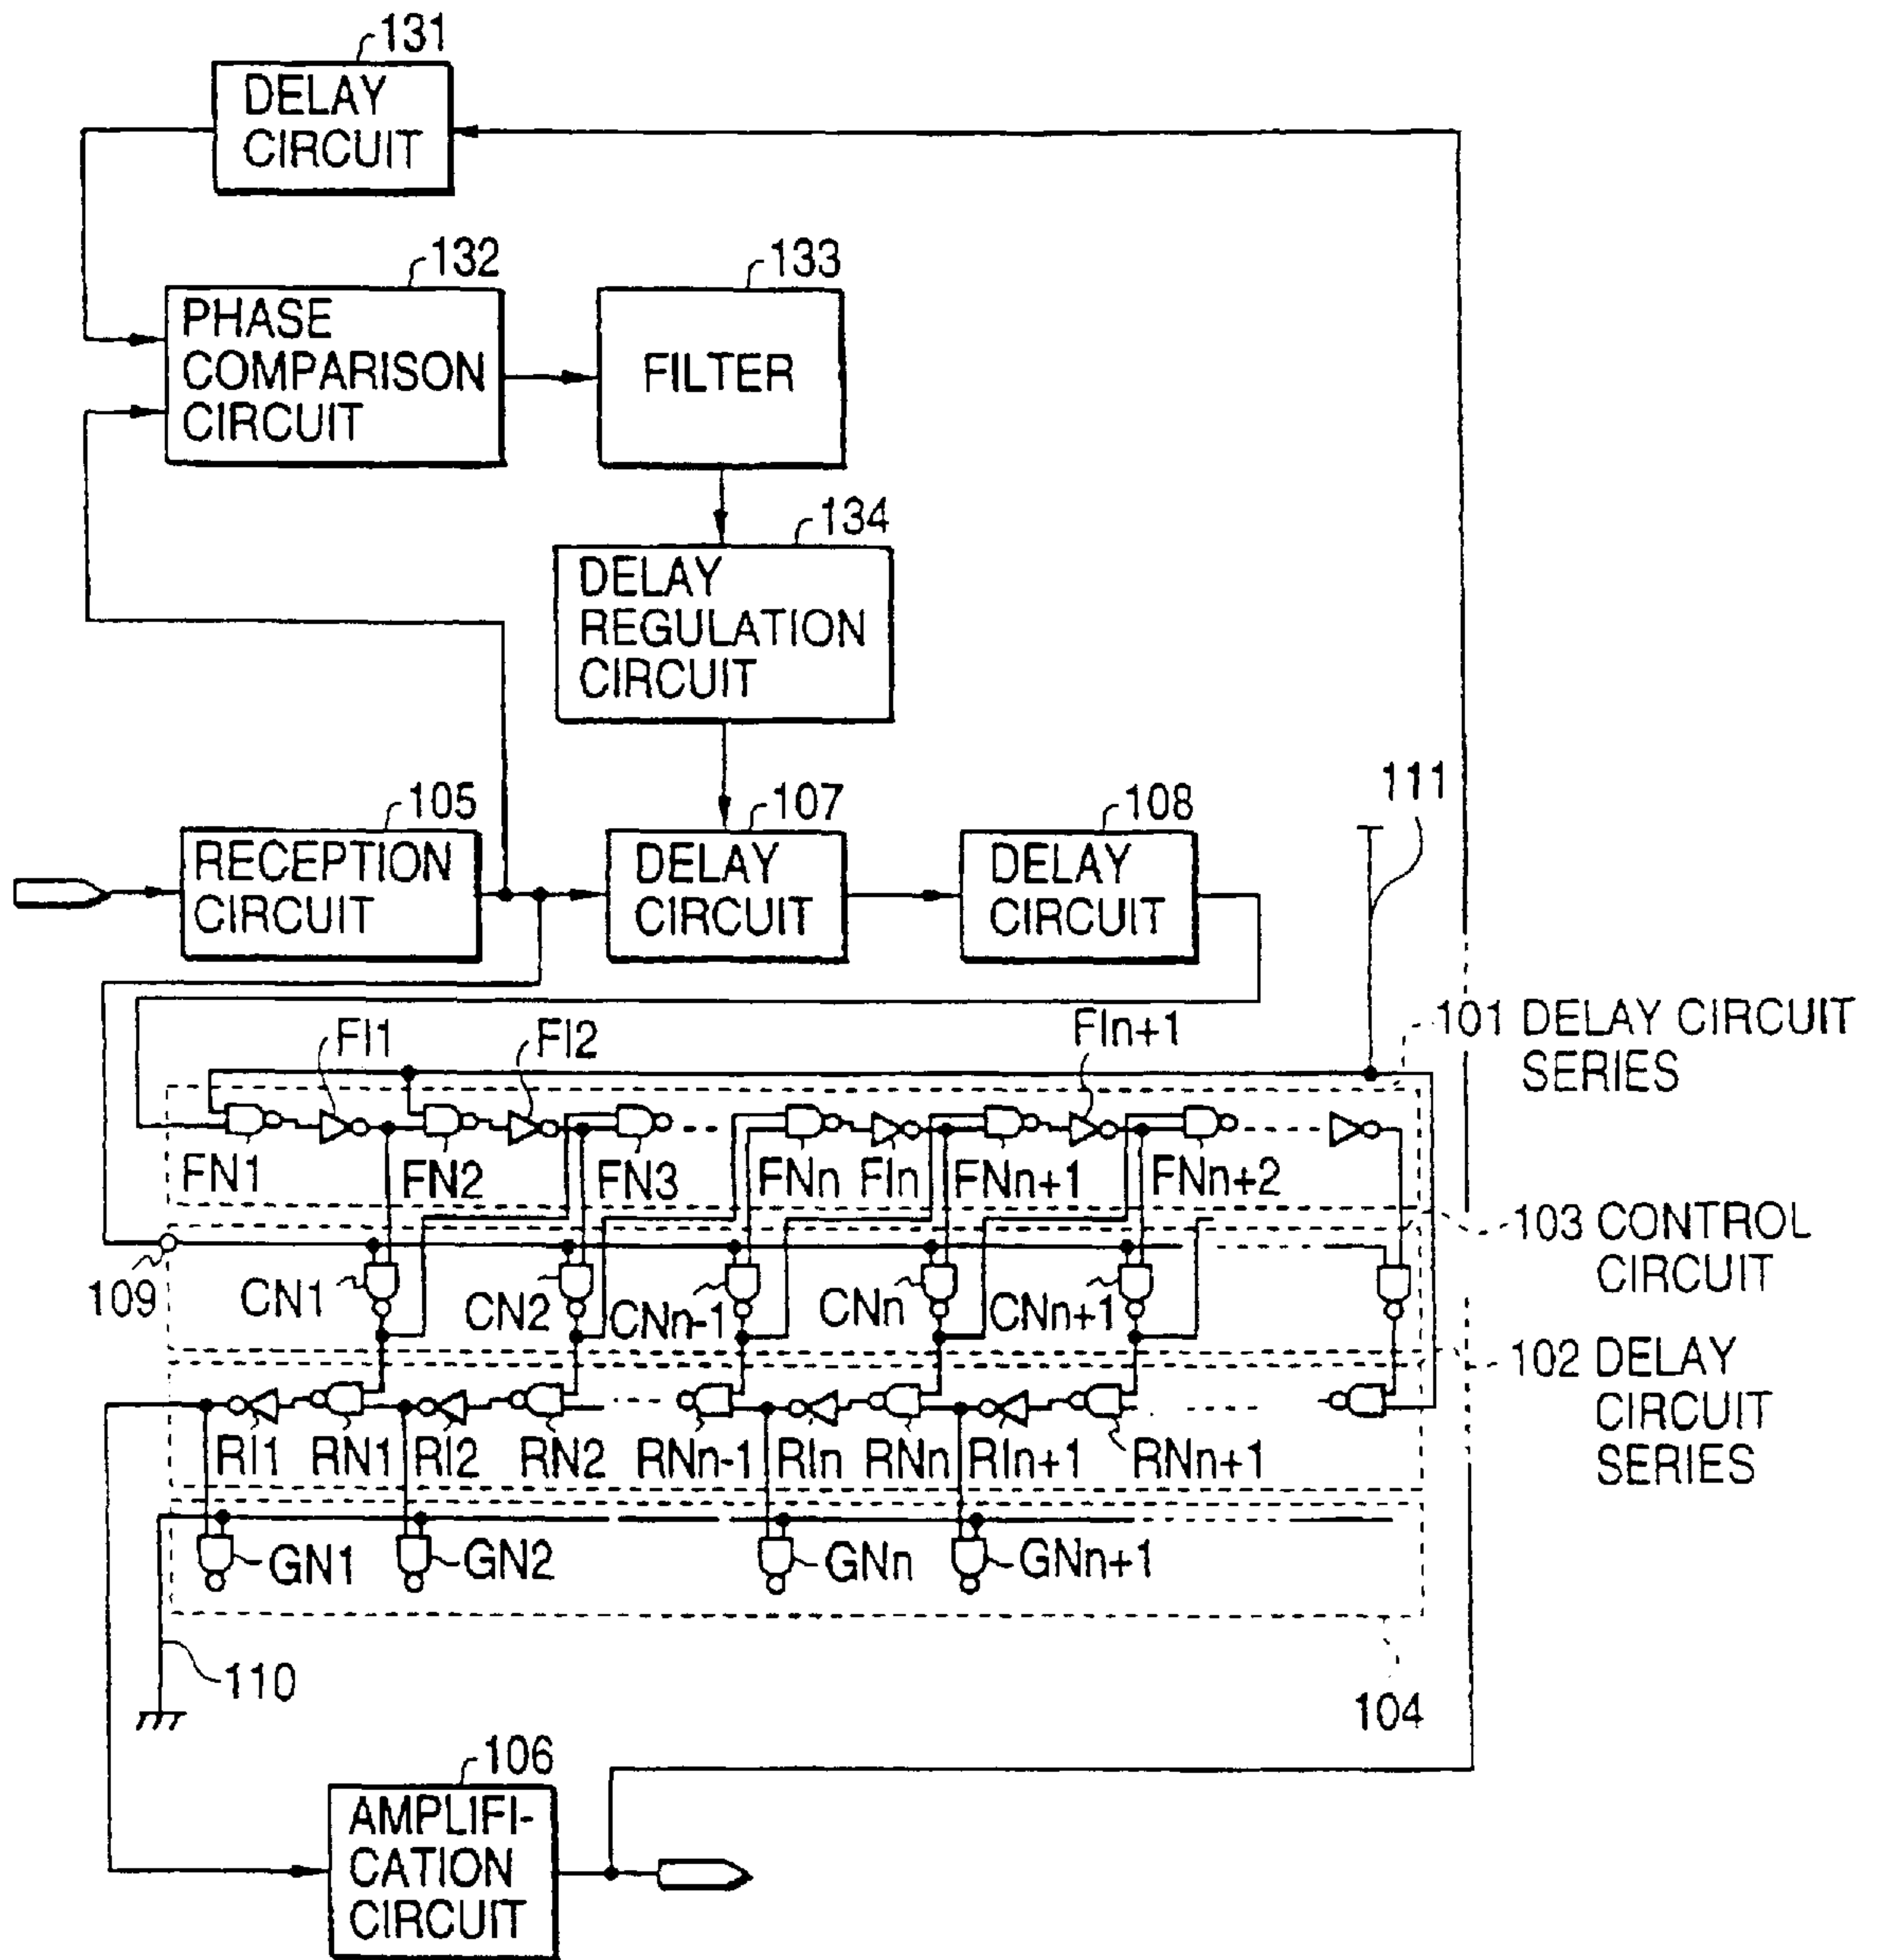 131
DELAY
CIRCUIT
132
133
PHASE
COMPARISON
CIRCUIT
FILTER
134
DELAY
REGULATION
CIRCUIT
105
107
108
111
RECEPTION
CIRCUIT
DELAY
CIRCUIT
DELAY
CIRCUIT
FI1
FI2
FIn+1
101 DELAY CIRCUIT
SERIES
FN1
FN2
FN3
FNn
FIn
FNn+1
FNn+2
103 CONTROL
CIRCUIT
109
CN1
CN2
CNn-1
CNn
CNn+1
102 DELAY
CIRCUIT
SERIES
RI1
RN1
RI2
RN2
RNn-1
RIn
RNn
RIn+1
RNn+1
GN1
GN2
GNn
GNn+1
110
104
106
AMPLIFI-
CATION
CIRCUIT